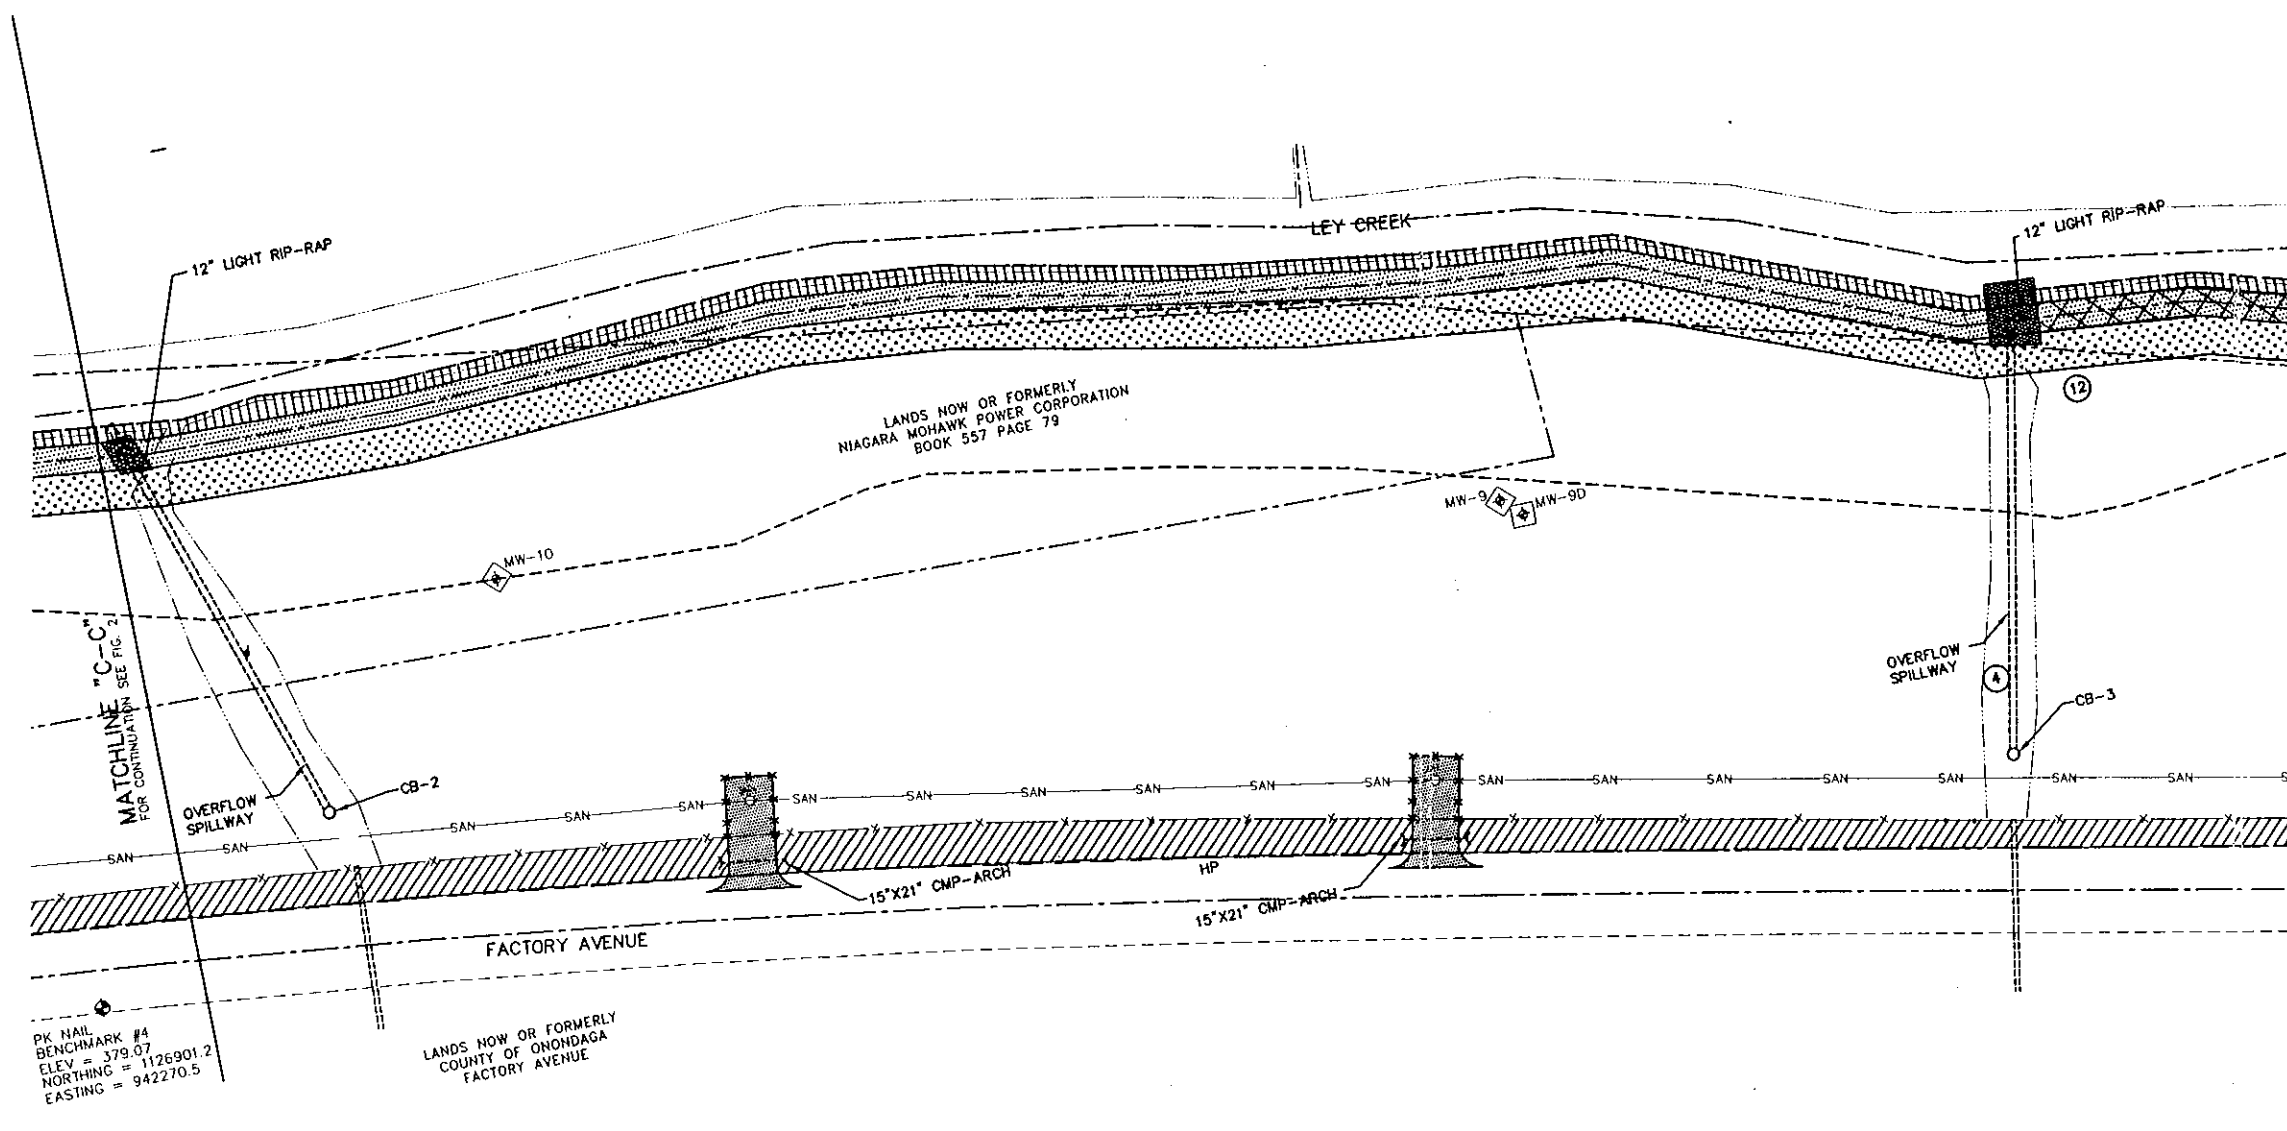 LEY CREEK
12" LIGHT RIP-RAP
12" LIGHT RIP-RAP
12
LANDS NOW OR FORMERLY
NIAGARA MOHAWK POWER CORPORATION
BOOK 557 PAGE 79
MW-9
MW-9D
MW-10
MATCHLINE "C-C"
FOR CONTINUATION SEE FIG. 2
OVERFLOW
SPILLWAY
4
CB-3
CB-2
OVERFLOW
SPILLWAY
SAN SAN SAN SAN SAN SAN SAN SAN SAN SAN SAN SAN SAN SAN SAN SAN SAN SAN SAN
15"X21" CMP-ARCH
HP
15"X21" CMP-ARCH
FACTORY AVENUE
PK NAIL
BENCHMARK #4
ELEV = 379.07
NORTHING = 1126901.2
EASTING = 942270.5
LANDS NOW OR FORMERLY
COUNTY OF ONONDAGA
FACTORY AVENUE